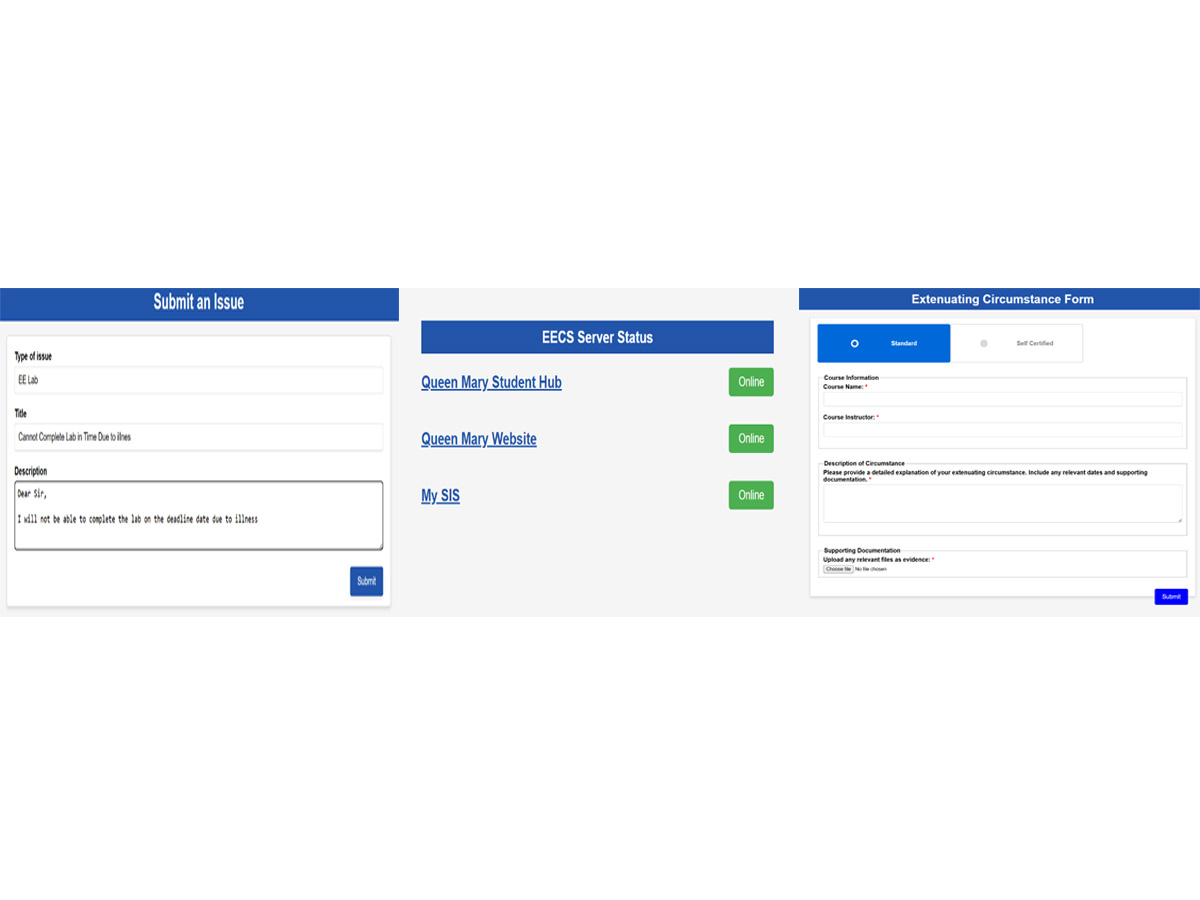 Submit an Issue
Type of issue
EE Lab
Title
Cannot Complete Lab in Time Due to illnes
Description
Dear Sir,
I will not be able to complete the lab on the deadline date due to illness
Submit
EECS Server Status
Queen Mary Student Hub Online
Queen Mary Website Online
My SIS Online
Extenuating Circumstance Form
Standard Self Certified
Course Information
Course Name: *
Course Instructor: *
Description of Circumstance
Please provide a detailed explanation of your extenuating circumstance. Include any relevant dates and supporting
documentation. *
Supporting Documentation
Upload any relevant files as evidence: *
Choose file No file chosen
Submit